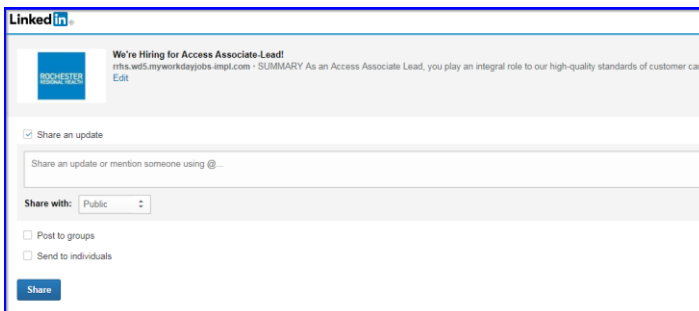 Linked in ®
ROCHESTER
REGIONAL HEALTH
We're Hiring for Access Associate-Lead!
rrhs.wd5.myworkdayjobs-impl.com · SUMMARY As an Access Associate Lead, you play an integral role to our high-quality standards of customer
Edit
Share an update
Share an update or mention someone using @...
Share with: Public
Post to groups
Send to individuals
Share